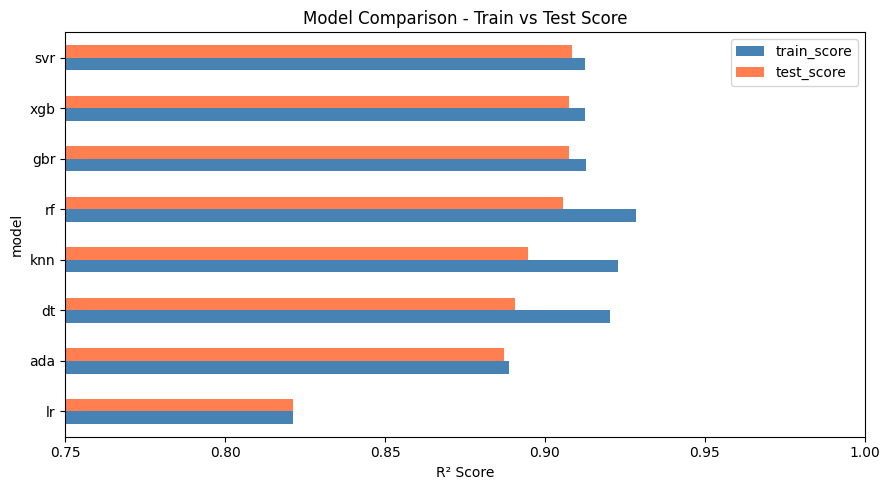 Model Comparison - Train vs Test Score
train_score
test_score
svr
xgb
gbr
rf
knn
dt
ada
lr
model
0.75 0.80 0.85 0.90 0.95 1.00
R² Score